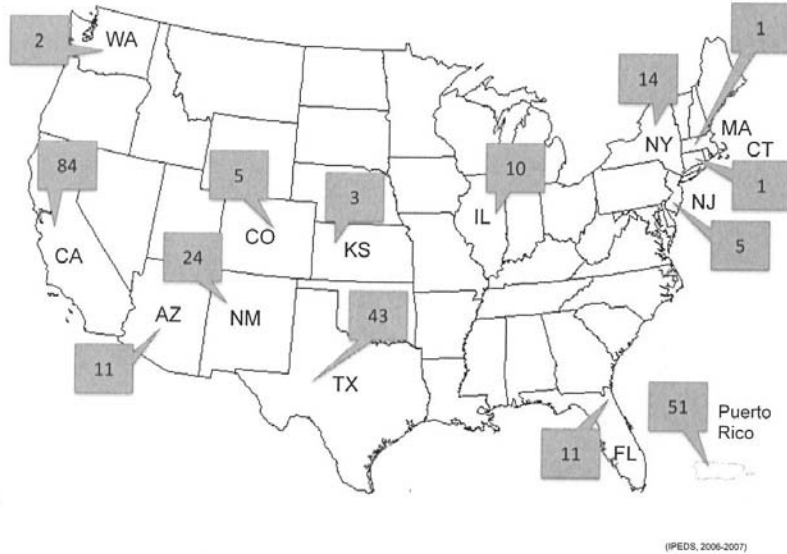 2
WA
1
14
MA
NY
CT
84
5
3
10
1
IL
NJ
CO
KS
5
CA
24
AZ
NM
43
11
TX
51
Puerto
Rico
11
FL
(IPEDS, 2006-2007)